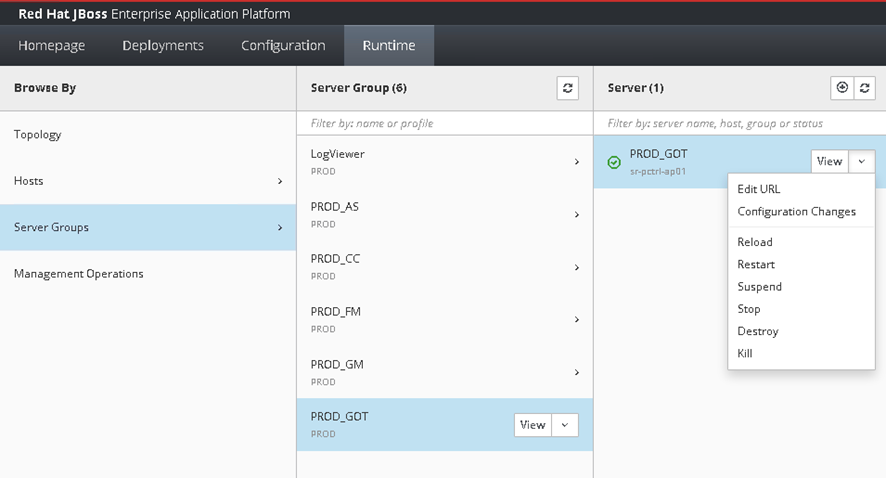 Red Hat JBoss Enterprise Application Platform
Homepage Deployments Configuration Runtime
Browse By
Topology
Hosts
Server Groups
Management Operations
Server Group (6)
Filter by: name or profile
LogViewer
PROD
PROD_AS
PROD
PROD_CC
PROD
PROD_FM
PROD
PROD_GM
PROD
PROD_GOT
PROD
View
Server (1)
Filter by: server name, host, group or status
PROD_GOT
sr-pctrl-ap01
View
Edit URL
Configuration Changes
Reload
Restart
Suspend
Stop
Destroy
Kill